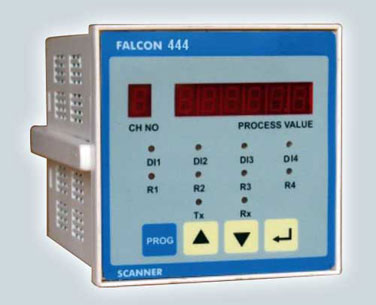 FALCON 444
CH NO PROCESS VALUE
DI1 DI2 DI3 DI4
R1 R2 R3 R4
Tx Rx
PROG
SCANNER